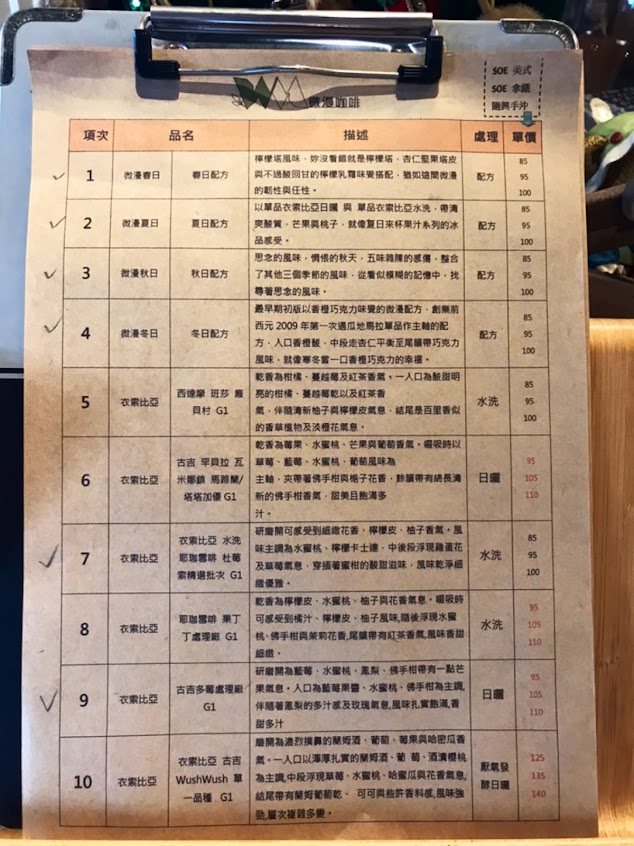 微漫咖啡
SOE 美式
SOE 拿鐵
隨興手沖
項次 品名 描述 處理 單價
1 微漫春日 春日配方
檸檬塔風味，妳沒看錯就是檸檬塔，杏仁堅果塔皮
與不過酸回甘的檸檬乳霜味覺搭配，猶如這間微漫
的韌性與任性。
配方
85
95
100
2 微漫夏日 夏日配方
以單品衣索比亞日曬 與 單品衣索比亞水洗，帶清
爽酸質，芒果與桃子，就像夏日來杯果汁系列的冰
品感受。
配方
85
95
100
3 微漫秋日 秋日配方
思念的風味，惆悵的秋天，五味雜陳的感傷，整合
了其他三個季節的風味，從看似模糊的記憶中，找
尋著思念的風味。
配方
85
95
100
4 微漫冬日 冬日配方
最早期初版以香橙巧克力味覺的微漫配方，創業前
西元 2009 年第一次遇瓜地馬拉單品作主軸的配
方，入口香橙酸，中段走杏仁平衡至尾韻帶巧克力
風味，就像寒冬奮一口香橙巧克力的幸福。
配方
85
95
100
5 衣索比亞
西達摩 班莎
貝村 G1
乾香為柑橘、蔓越莓及紅茶香氣。一入口為酸甜明
亮的柑橘、蔓越莓乾以及紅茶香
氣，伴隨清新柚子與檸檬皮氣息，結尾是百里香似
的香草植物及淡橙花氣息。
水洗
85
95
100
6 衣索比亞
古吉 罕貝拉 瓦
米娜鎮 馬蹄蘭/
塔塔加優 G1
乾香為莓果、水蜜桃、芒果與葡萄香氣。啜吸時以
草莓、藍莓、水蜜桃、葡萄風味為
主軸，夾帶著佛手柑與梔子花香，餘韻帶有綿長清
新的佛手柑香氣，甜美且飽滿多
汁。
日曬
95
105
110
7 衣索比亞
衣索比亞 水洗
耶珈雪啡 杜莓
索精選批次 G1
研磨開可感受到細緻花香、檸檬皮、柚子香氣。風
味主調為水蜜桃、檸檬卡士達，中後段浮現雞蛋花
及草莓氣息，穿插著蜜柑的酸甜滋味，風味乾淨細
緻優雅。
水洗
85
95
100
8 衣索比亞
耶珈雪啡 果丁
丁處理廠 G1
乾香為檸檬皮、水蜜桃、柚子與花香氣息。啜吸時
可感受到橘汁、檸檬皮、柚子風味,隨後浮現水蜜
桃、佛手柑與茉莉花香,尾韻帶有紅茶香氣,風味香甜
細緻。
水洗
95
105
110
9 衣索比亞
古吉多莓處理廠
G1
研磨開為藍莓、水蜜桃、鳳梨、佛手柑帶有一點芒
果氣息。入口為藍莓果醬、水蜜桃、佛手柑為主調,
伴隨著鳳梨的多汁感及玫瑰氣息,風味扎實飽滿,香
甜多汁
日曬
95
105
110
10 衣索比亞
衣索比亞 古吉
WushWush 單
一品種 G1
磨開為濃烈撲鼻的蘭姆酒、葡萄、莓果與哈密瓜香
氣。一入口以渾厚扎實的蘭姆酒、葡 萄、酒漬櫻桃
為主調,中段浮現草莓、水蜜桃、哈蜜瓜與花香氣息,
結尾帶有蘭姆葡萄乾、 可可與些許香料感,風味強
勁,層次複雜多變。
厭氧發
酵日曬
125
135
140